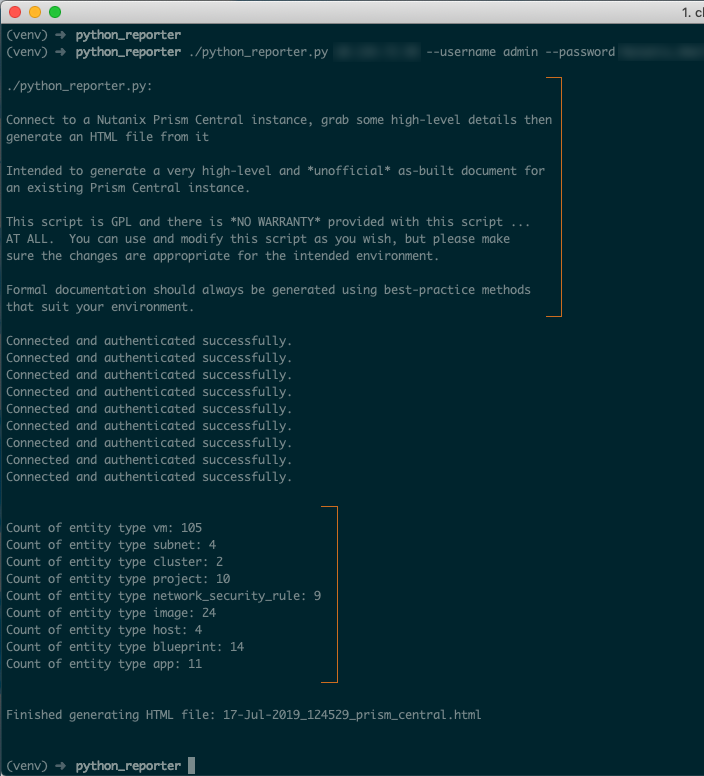 1. c
(venv) ➜ python_reporter
(venv) ➜ python_reporter ./python_reporter.py --username admin --password
./python_reporter.py:
Connect to a Nutanix Prism Central instance, grab some high-level details then
generate an HTML file from it
Intended to generate a very high-level and *unofficial* as-built document for
an existing Prism Central instance.
This script is GPL and there is *NO WARRANTY* provided with this script ...
AT ALL.  You can use and modify this script as you wish, but please make
sure the changes are appropriate for the intended environment.
Formal documentation should always be generated using best-practice methods
that suit your environment.
Connected and authenticated successfully.
Connected and authenticated successfully.
Connected and authenticated successfully.
Connected and authenticated successfully.
Connected and authenticated successfully.
Connected and authenticated successfully.
Connected and authenticated successfully.
Connected and authenticated successfully.
Connected and authenticated successfully.
Count of entity type vm: 105
Count of entity type subnet: 4
Count of entity type cluster: 2
Count of entity type project: 10
Count of entity type network_security_rule: 9
Count of entity type image: 24
Count of entity type host: 4
Count of entity type blueprint: 14
Count of entity type app: 11
Finished generating HTML file: 17-Jul-2019_124529_prism_central.html
(venv) ➜ python_reporter